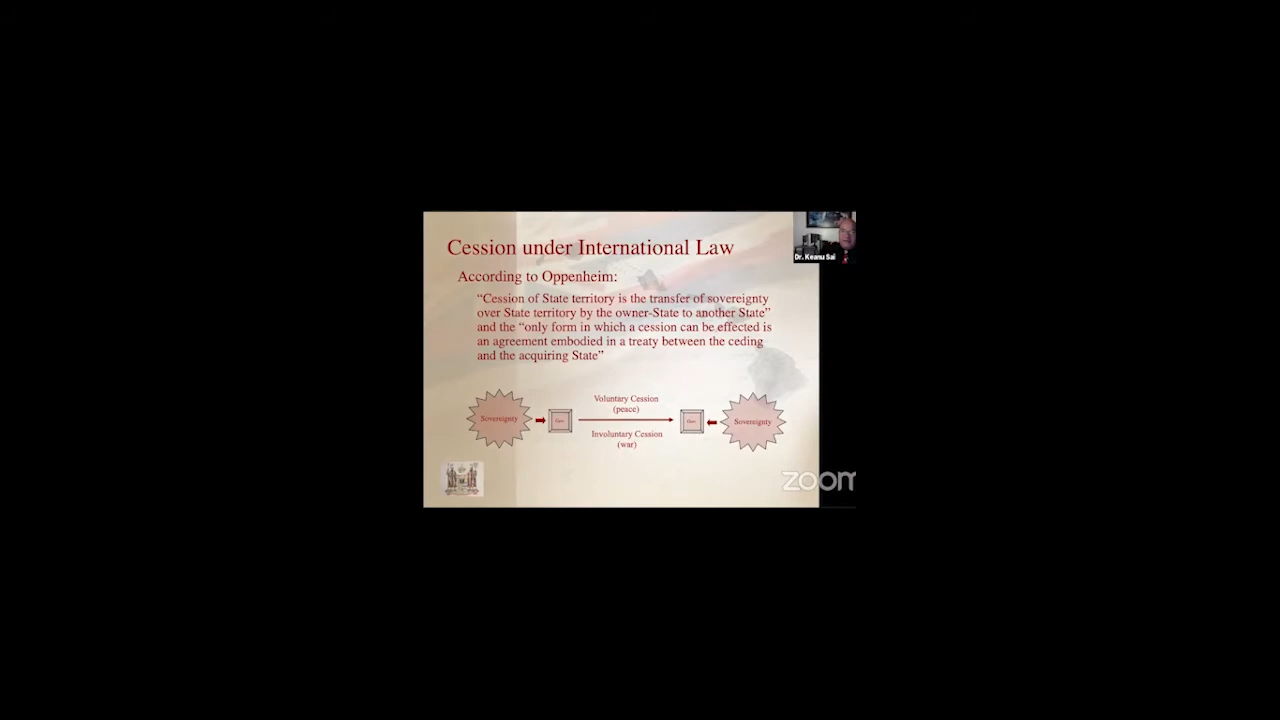 Cession under International Law
Dr. Keanu Sai
According to Oppenheim:
“Cession of State territory is the transfer of sovereignty
over State territory by the owner-State to another State”
and the “only form in which a cession can be effected is
an agreement embodied in a treaty between the ceding
and the acquiring State”
Voluntary Cession
(peace)
Sovereignty
Gov
Gov
Sovereignty
Involuntary Cession
(war)
zoom